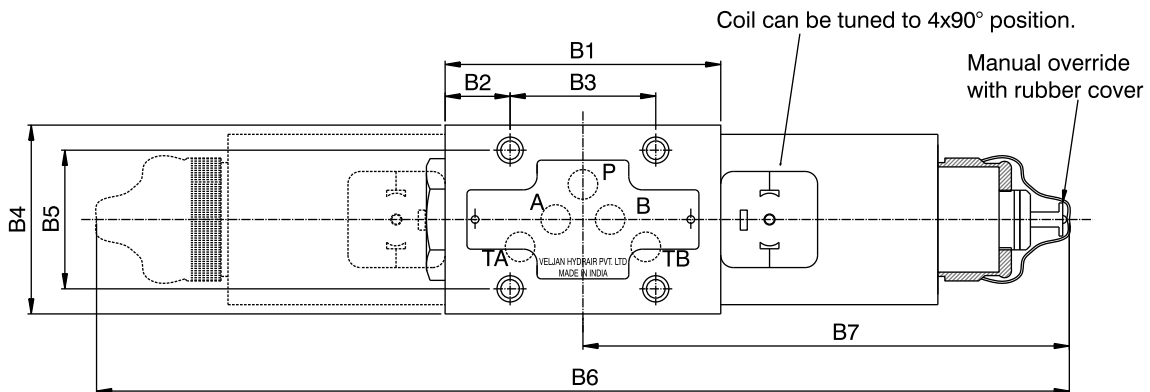 Coil can be tuned to 4x90° position.
B1
Manual override
with rubber cover
B2
B3
P
A
B
B4
B5
TA
TB
VELJAN HYDRAIR PVT. LTD
MADE IN INDIA
B7
B6